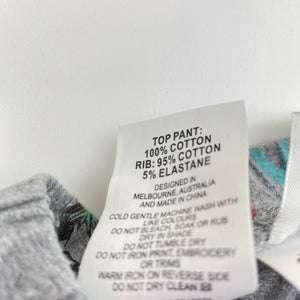 TOP PANT:
100% COTTON
RIB: 95% COTTON
5% ELASTANE
DESIGNED IN
MELBOURNE, AUSTRALIA
AND MADE IN CHINA
COLD GENTLE MACHINE WASH WITH
LIKE COLOURS
DO NOT BLEACH, SOAK OR RUB
DRY IN SHADE
DO NOT TUMBLE DRY
DO NOT IRON PRINT, EMBROIDERY
OR TRIMS
WARM IRON ON REVERSE SIDE
DO NOT DRY CLEAN